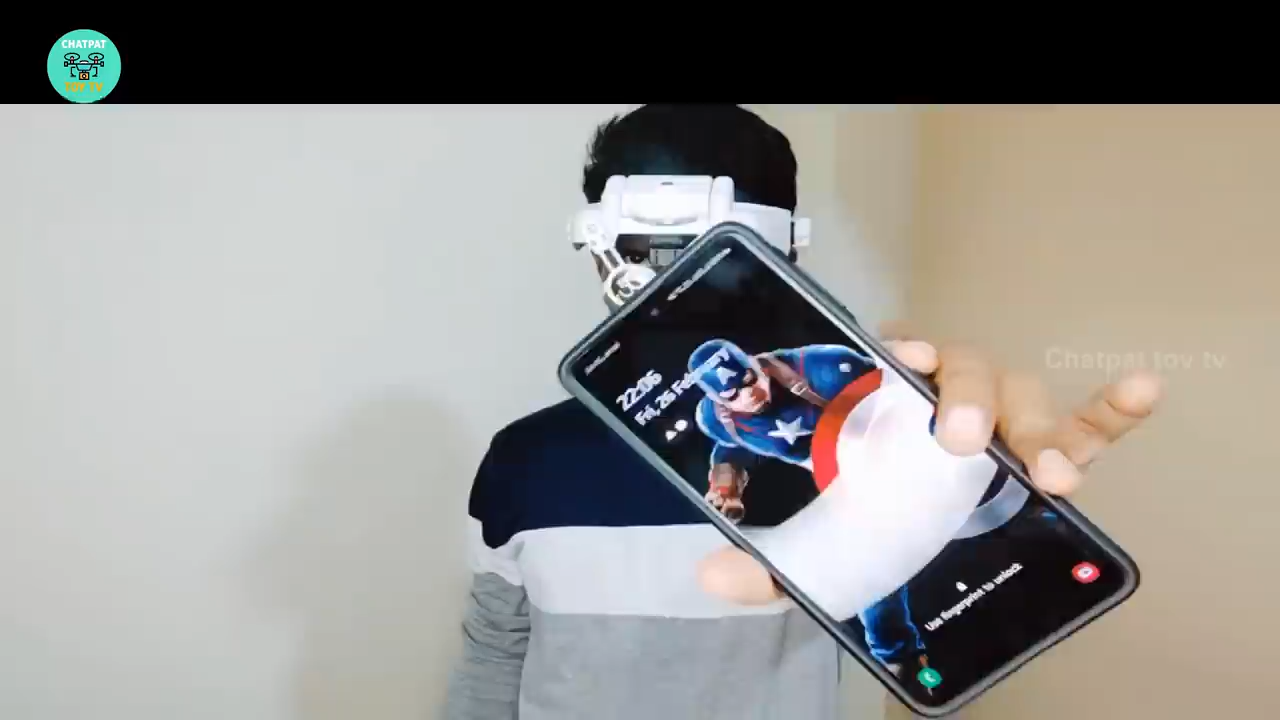 CHATPAT
TOY TV
Chatpat toy tv
22:06
Fri, 26 February
A
Use fingerprint to unlock